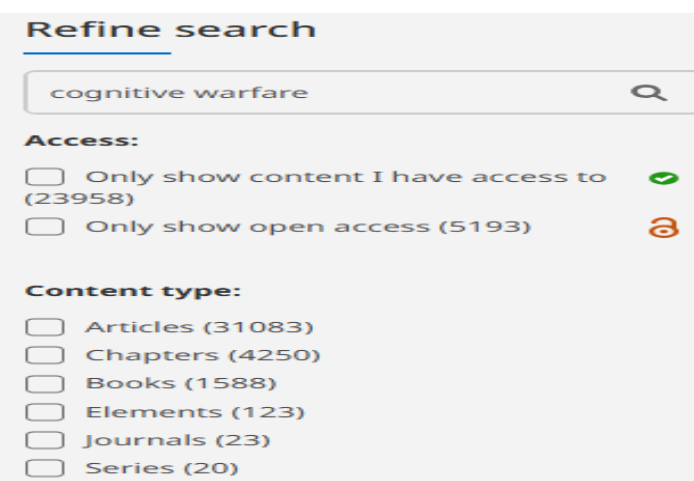 Refine search
cognitive warfare
Access:
Only show content I have access to
(23958)
Only show open access (5193)
Content type:
Articles (31083)
Chapters (4250)
Books (1588)
Elements (123)
Journals (23)
Series (20)